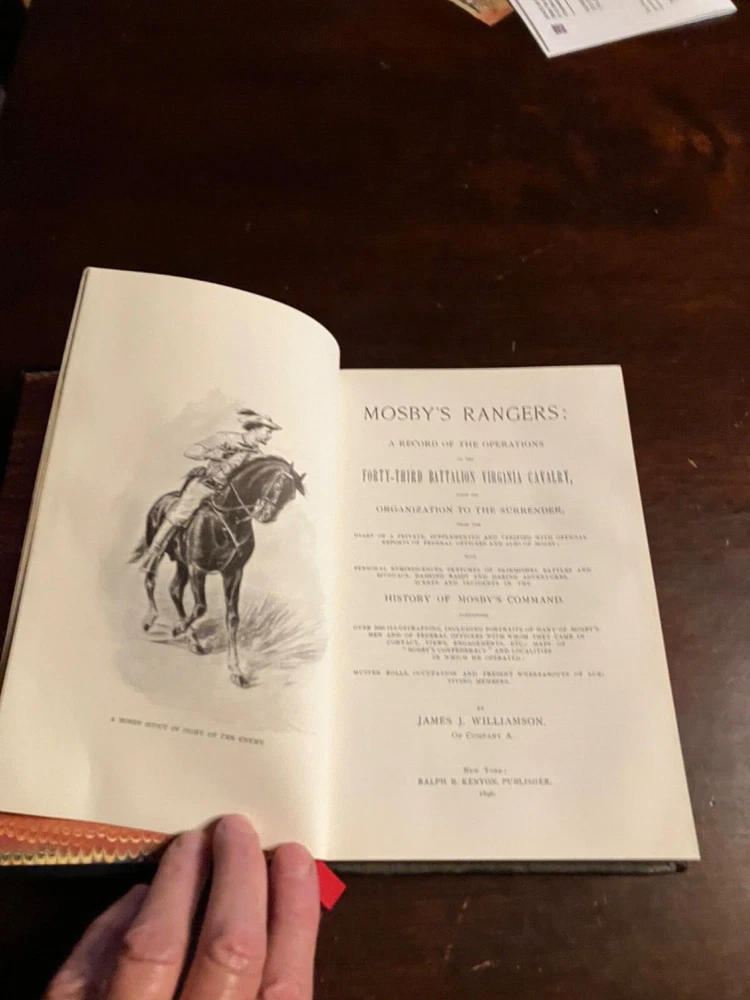 A MOSBY SCOUT IN SIGHT OF THE ENEMY
MOSBY'S RANGERS:
A RECORD OF THE OPERATIONS
OF THE
FORTY-THIRD BATTALION VIRGINIA CAVALRY,
FROM ITS
ORGANIZATION TO THE SURRENDER,
FROM THE
DIARY OF A PRIVATE, SUPPLEMENTED AND VERIFIED WITH OFFICIAL
REPORTS OF FEDERAL OFFICERS AND ALSO OF MOSBY;
WITH
PERSONAL REMINISCENCES, SKETCHES OF SKIRMISHES, BATTLES AND
BIVOUACS, DASHING RAIDS AND DARING ADVENTURES,
SCENES AND INCIDENTS IN THE
HISTORY OF MOSBY'S COMMAND.
CONTAINING
OVER 200 ILLUSTRATIONS, INCLUDING PORTRAITS OF MANY OF MOSBY'S
MEN AND OF FEDERAL OFFICERS WITH WHOM THEY CAME IN
CONTACT, VIEWS, ENGAGEMENTS, ETC.; MAPS OF
"MOSBY'S CONFEDERACY" AND LOCALITIES
IN WHICH HE OPERATED;
MUSTER ROLLS, OCCUPATION AND PRESENT WHEREABOUTS OF SUR-
VIVING MEMBERS.
BY
JAMES J. WILLIAMSON,
OF COMPANY A.
NEW YORK:
RALPH B. KENYON, PUBLISHER.
1896.